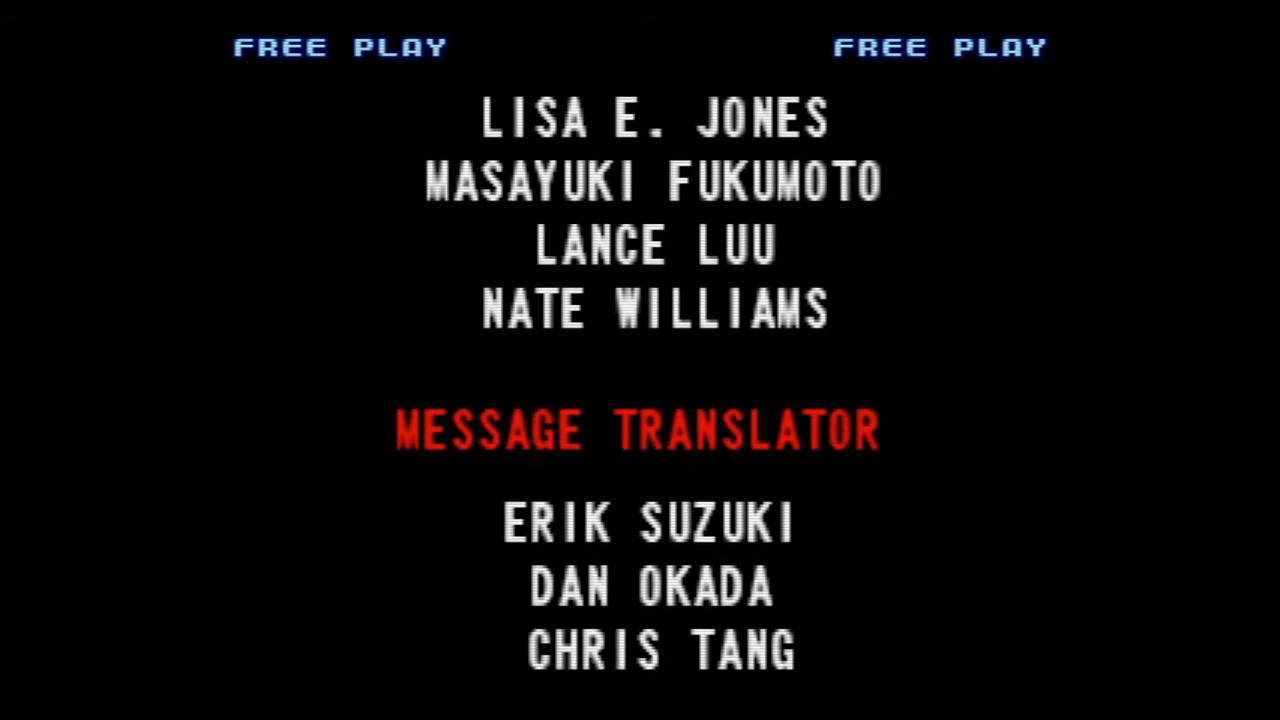 FREE PLAY FREE PLAY
LISA E. JONES
MASAYUKI FUKUMOTO
LANCE LUU
NATE WILLIAMS
MESSAGE TRANSLATOR
ERIK SUZUKI
DAN OKADA
CHRIS TANG